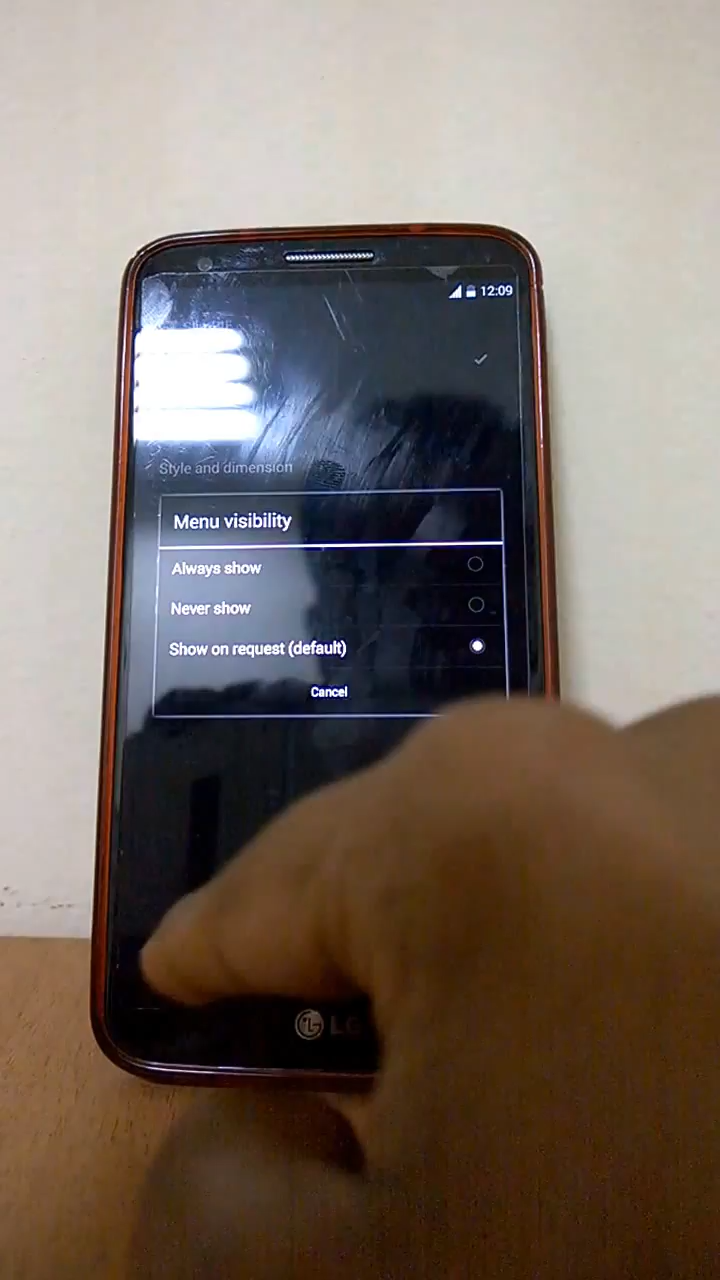 12:09
Style and dimension
Menu visibility
Always show
Never show
Show on request (default)
Cancel
LG